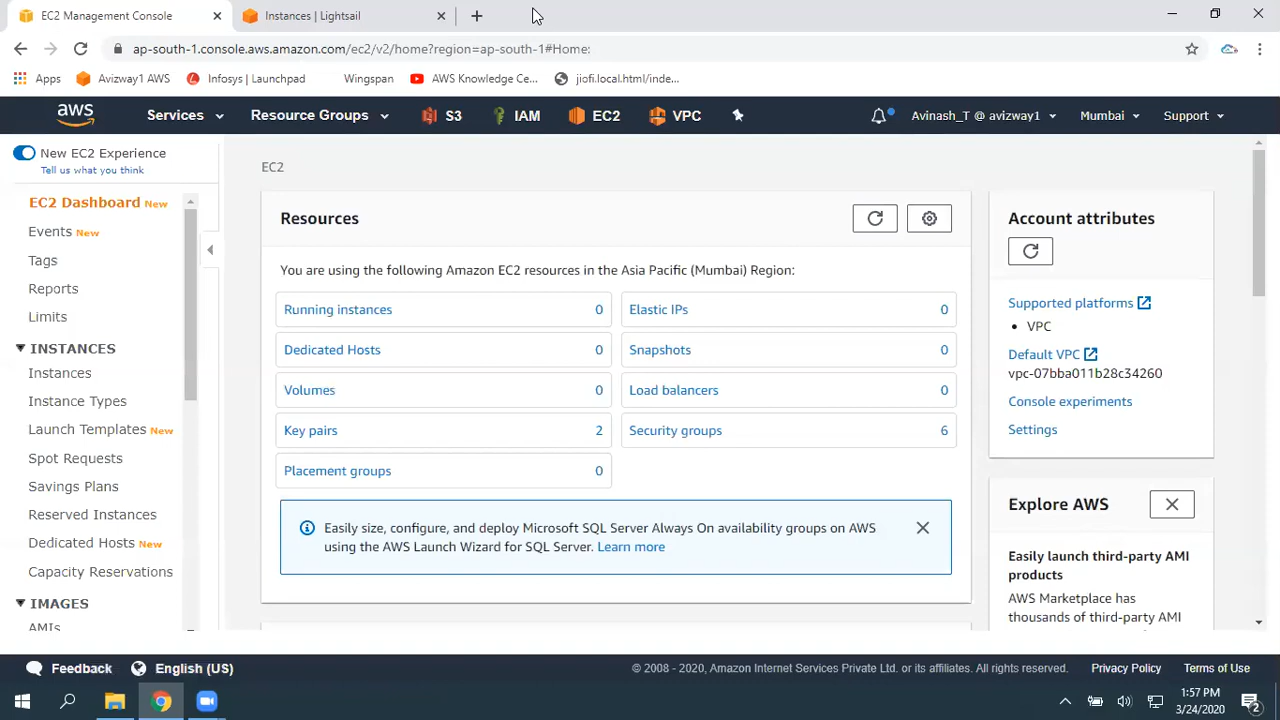 EC2 Management Console
Instances | Lightsail
ap-south-1.console.aws.amazon.com/ec2/v2/home?region=ap-south-1#Home:
Apps
Avizway1 AWS
Infosys | Launchpad
Wingspan
AWS Knowledge Ce...
jiofi.local.html/inde...
aws
Services
Resource Groups
S3
IAM
EC2
VPC
Avinash_T @ avizway1
Mumbai
Support
New EC2 Experience
Tell us what you think
EC2 Dashboard New
Events New
Tags
Reports
Limits
INSTANCES
Instances
Instance Types
Launch Templates New
Spot Requests
Savings Plans
Reserved Instances
Dedicated Hosts New
Capacity Reservations
IMAGES
AMIs
EC2
Resources
You are using the following Amazon EC2 resources in the Asia Pacific (Mumbai) Region:
Running instances 0
Elastic IPs 0
Dedicated Hosts 0
Snapshots 0
Volumes 0
Load balancers 0
Key pairs 2
Security groups 6
Placement groups 0
Easily size, configure, and deploy Microsoft SQL Server Always On availability groups on AWS
using the AWS Launch Wizard for SQL Server. Learn more
Account attributes
Supported platforms
• VPC
Default VPC
vpc-07bba011b28c34260
Console experiments
Settings
Explore AWS
Easily launch third-party AMI
products
AWS Marketplace has
thousands of third-party AMI
Feedback
English (US)
© 2008 - 2020, Amazon Internet Services Private Ltd. or its affiliates. All rights reserved.
Privacy Policy
Terms of Use
1:57 PM
3/24/2020
2